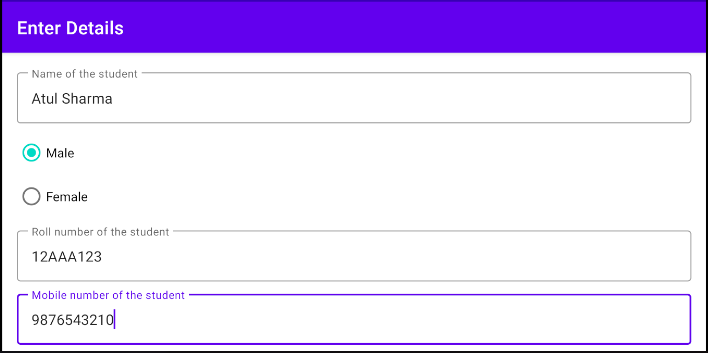 Enter Details
Name of the student
Atul Sharma
Male
Female
Roll number of the student
12AAA123
Mobile number of the student
9876543210